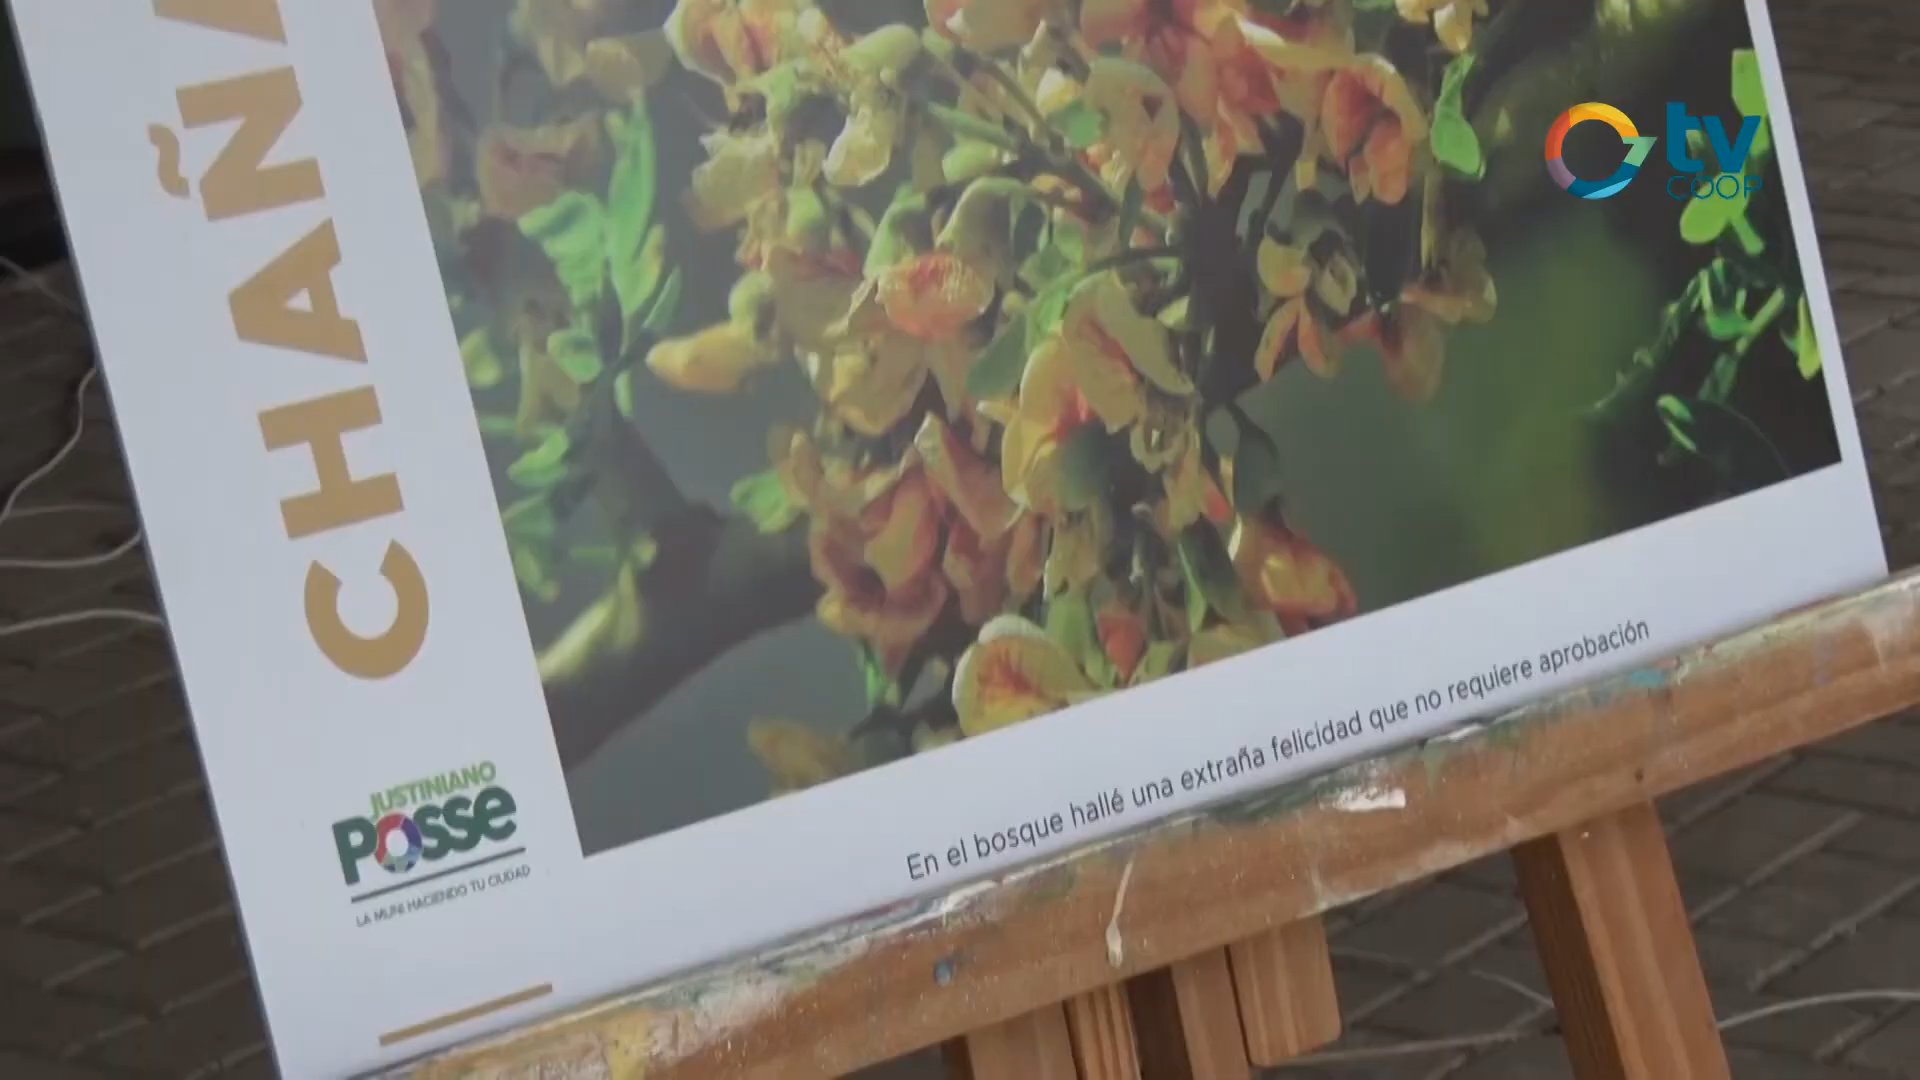 CHAÑA
tv
COOP
JUSTINIANO
POSSE
LA MUNI HACIENDO TU CIUDAD
En el bosque hallé una extraña felicidad que no requiere aprobación